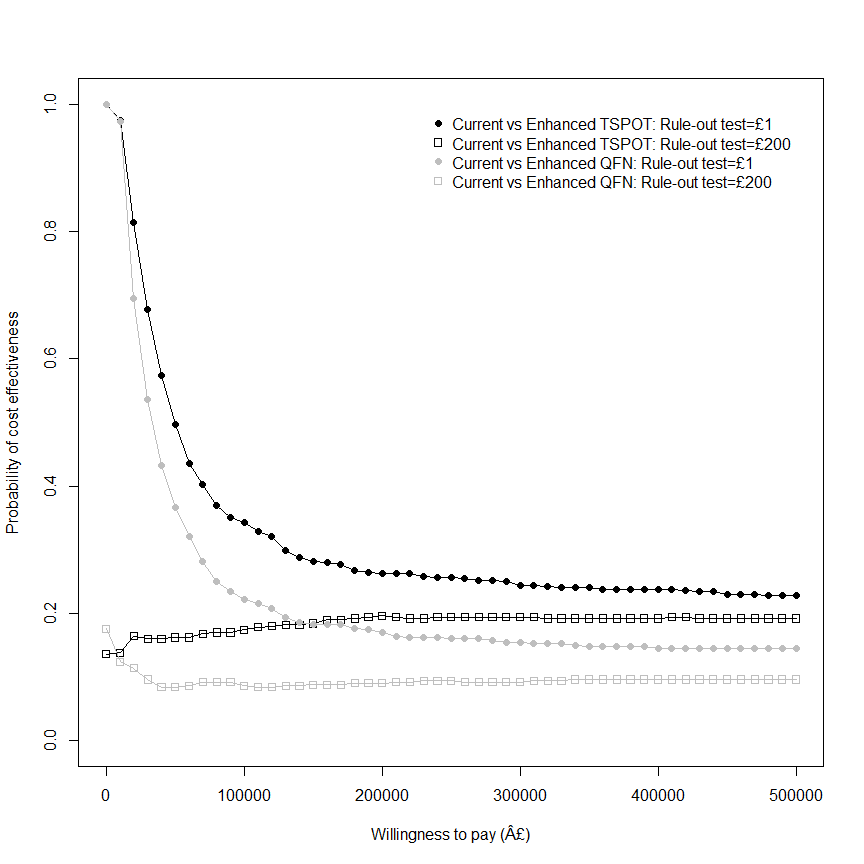 Current vs Enhanced TSPOT: Rule-out test=£1
Current vs Enhanced TSPOT: Rule-out test=£200
Current vs Enhanced QFN: Rule-out test=£1
Current vs Enhanced QFN: Rule-out test=£200
Probability of cost effectiveness
1.0
0.8
0.6
0.4
0.2
0.0
0 100000 200000 300000 400000 500000
Willingness to pay (Â£)